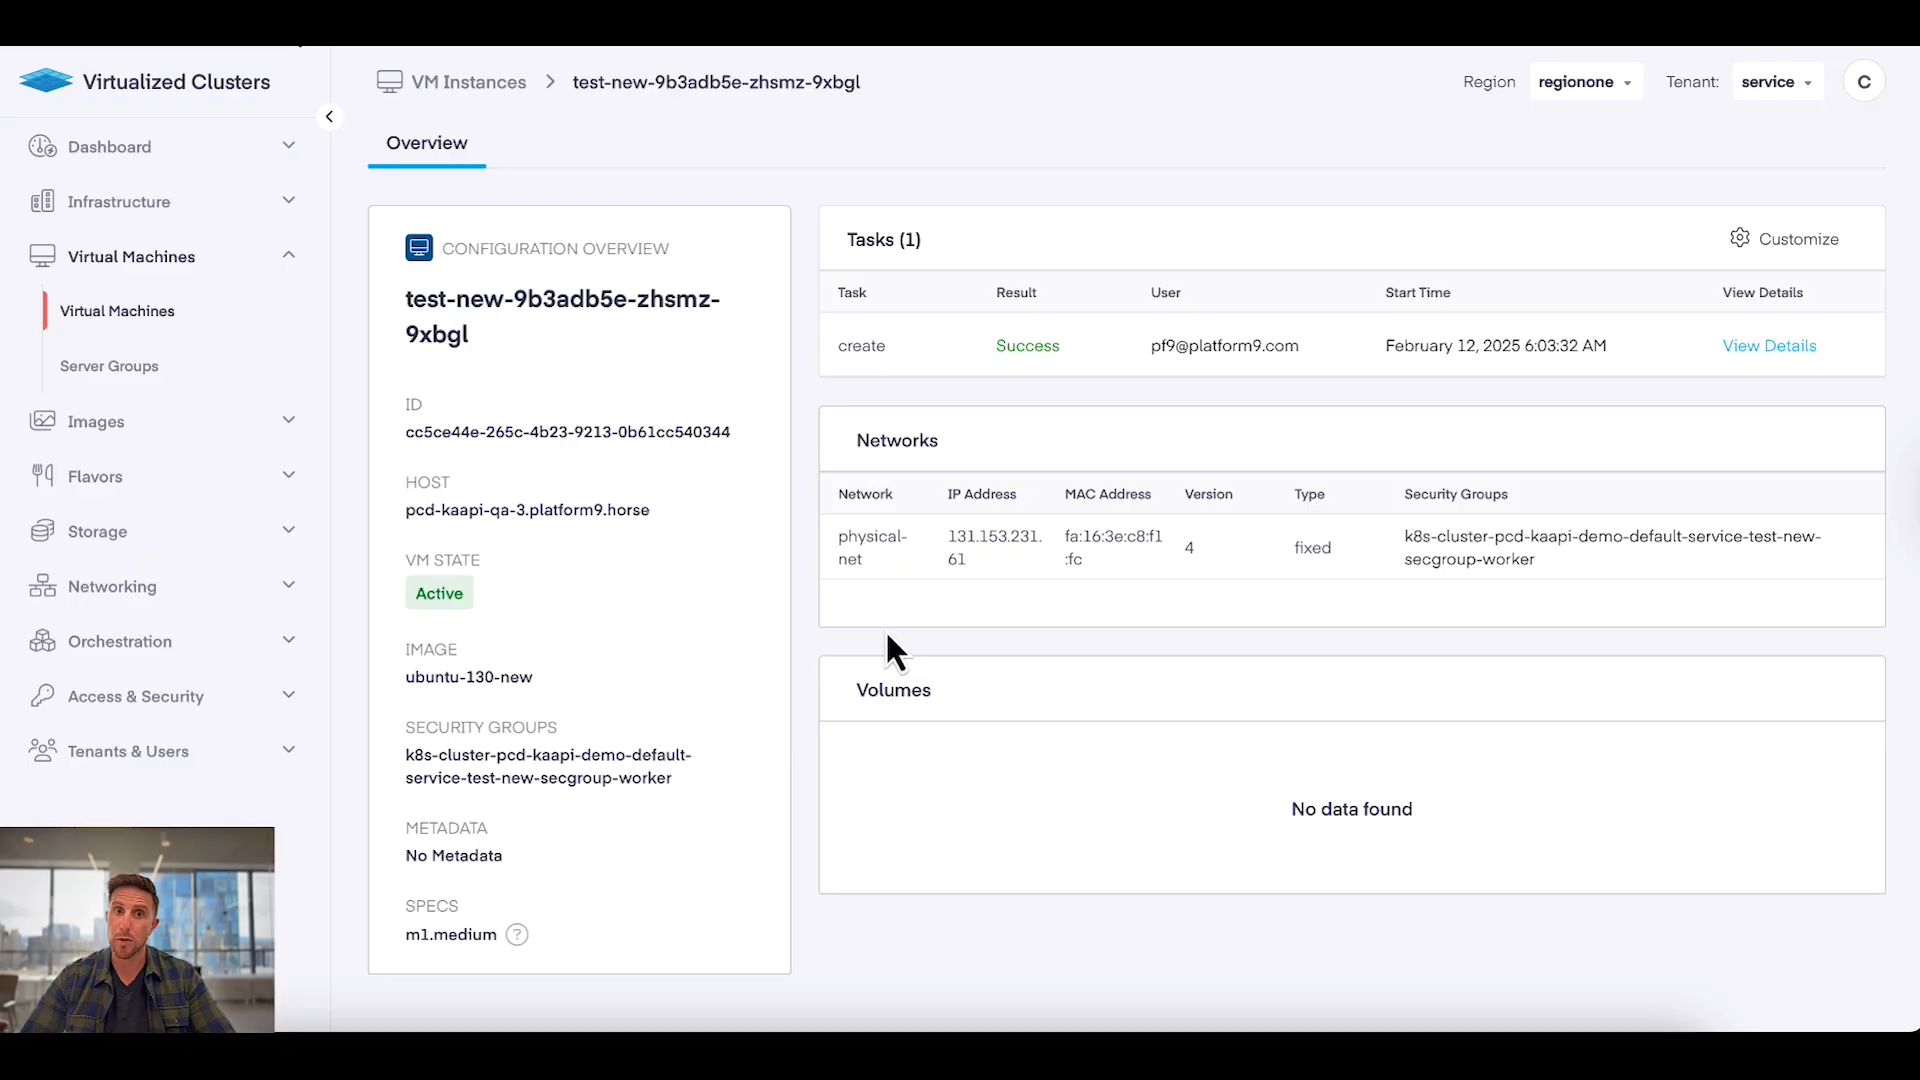 Virtualized Clusters
VM Instances > test-new-9b3adb5e-zhsmz-9xbgl
Region regionone
Tenant: service
C
Dashboard
Infrastructure
Virtual Machines
Virtual Machines
Server Groups
Images
Flavors
Storage
Networking
Orchestration
Access & Security
Tenants & Users
Overview
CONFIGURATION OVERVIEW
test-new-9b3adb5e-zhsmz-
9xbgl
ID
cc5ce44e-265c-4b23-9213-0b61cc540344
HOST
pcd-kaapi-qa-3.platform9.horse
VM STATE
Active
IMAGE
ubuntu-130-new
SECURITY GROUPS
k8s-cluster-pcd-kaapi-demo-default-
service-test-new-secgroup-worker
METADATA
No Metadata
SPECS
m1.medium ?
Tasks (1)
Customize
Task Result User Start Time View Details
create Success pf9@platform9.com February 12, 2025 6:03:32 AM View Details
Networks
Network IP Address MAC Address Version Type Security Groups
physical- 131.153.231. fa:16:3e:c8:f1 4 fixed k8s-cluster-pcd-kaapi-demo-default-service-test-new-
net 61 :fc secgroup-worker
Volumes
No data found